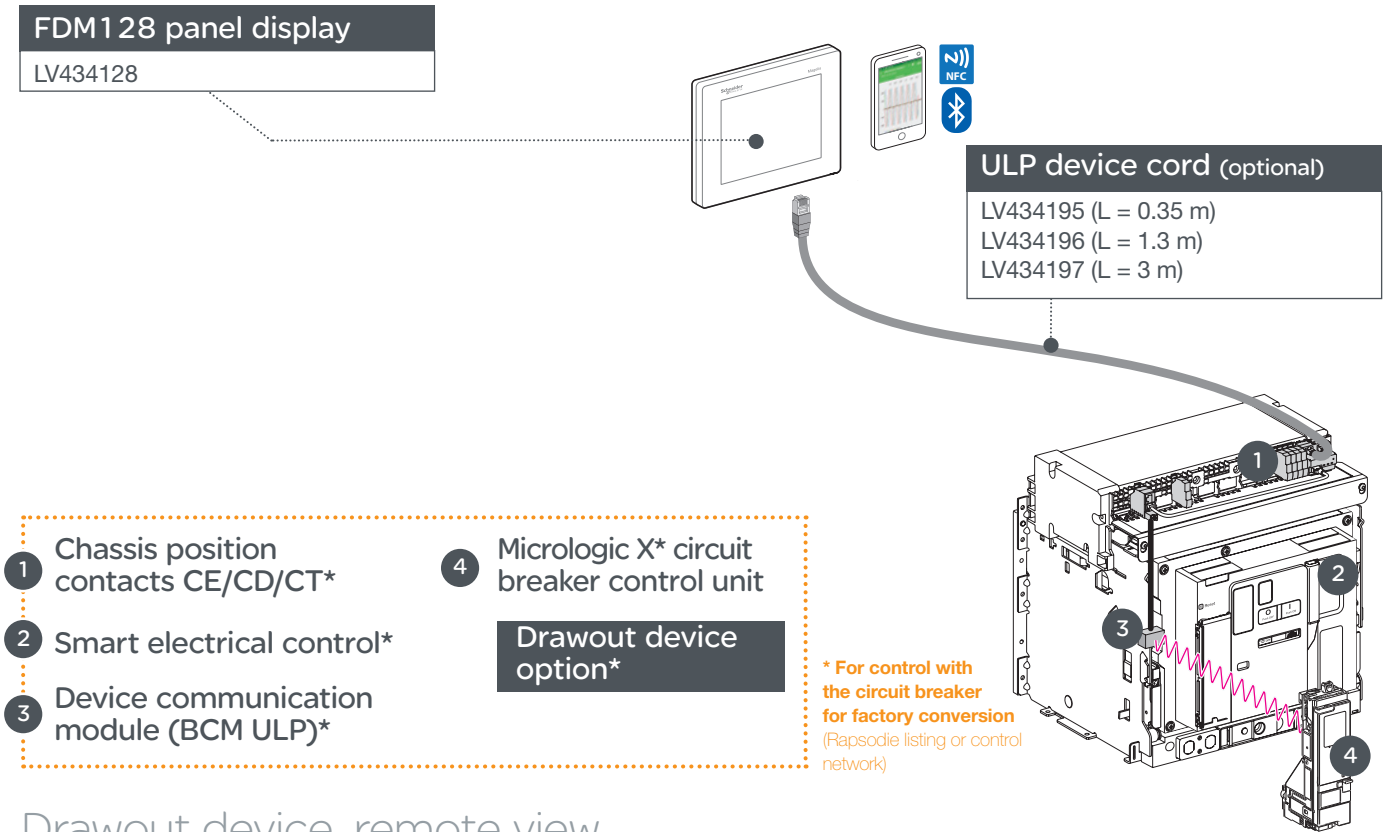 FDM128 panel display
LV434128
Schneider
NFC
ULP device cord (optional)
LV434195 (L = 0.35 m)
LV434196 (L = 1.3 m)
LV434197 (L = 3 m)
1
2
3
4
1 Chassis position
contacts CE/CD/CT*
2 Smart electrical control*
3 Device communication
module (BCM ULP)*
4 Micrologic X* circuit
breaker control unit
Drawout device
option*
* For control with
the circuit breaker
for factory conversion
(Rapsodie listing or control
network)
Drawout device, remote view